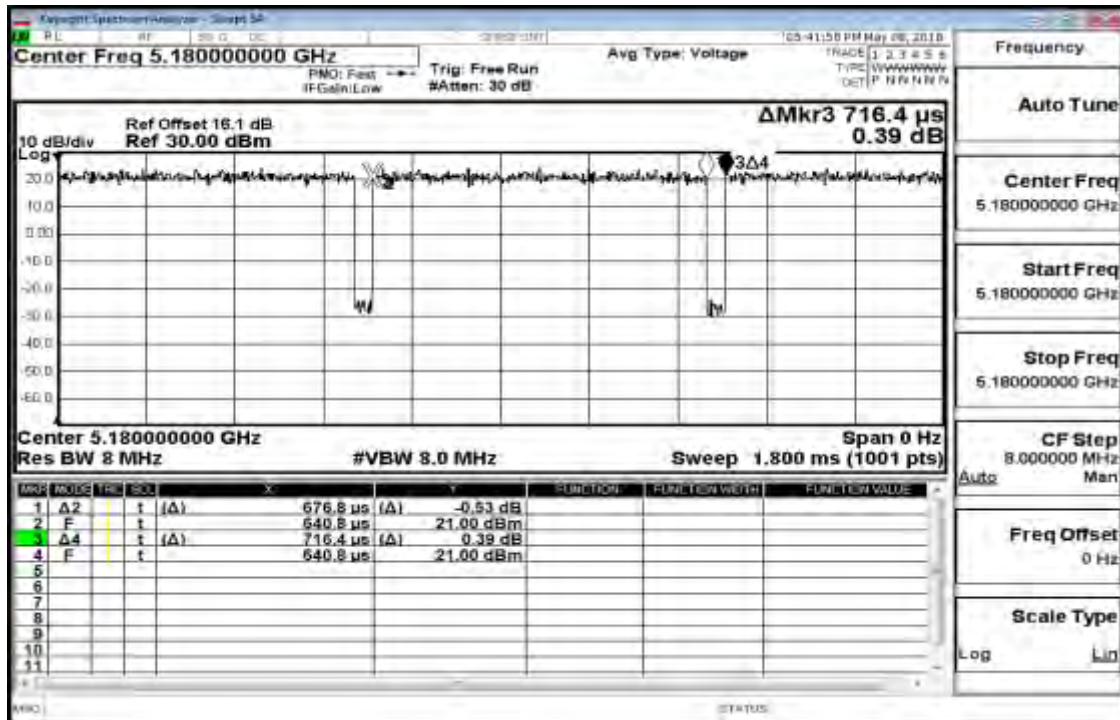 Keysight Spectrum Analyzer - Swept SA
RL RF 50 Ω DC SENSE:INT 05:41:58 PM May 08, 2018
Center Freq 5.180000000 GHz Avg Type: Voltage TRACE 1 2 3 4 5 6
PNO: Fast Trig: Free Run TYPE WWWWWW
IFGain:Low #Atten: 30 dB DET P N N N N N
Frequency
Auto Tune
ΔMkr3 716.4 µs
0.39 dB
Ref Offset 16.1 dB
10 dB/div Ref 30.00 dBm
Log
3Δ4
20.0
10.0
0.00
-10.0
-20.0
-30.0
-40.0
-50.0
-60.0
Center 5.180000000 GHz Span 0 Hz
Res BW 8 MHz #VBW 8.0 MHz Sweep 1.800 ms (1001 pts)
Center Freq
5.180000000 GHz
Start Freq
5.180000000 GHz
Stop Freq
5.180000000 GHz
CF Step
8.000000 MHz
Auto Man
Freq Offset
0 Hz
Scale Type
Log Lin
MKR MODE TRC SCL X Y FUNCTION FUNCTION WIDTH FUNCTION VALUE
1 Δ2 t (Δ) 676.8 µs (Δ) -0.53 dB
2 F t 640.8 µs 21.00 dBm
3 Δ4 t (Δ) 716.4 µs (Δ) 0.39 dB
4 F t 640.8 µs 21.00 dBm
5
6
7
8
9
10
11
MSG STATUS